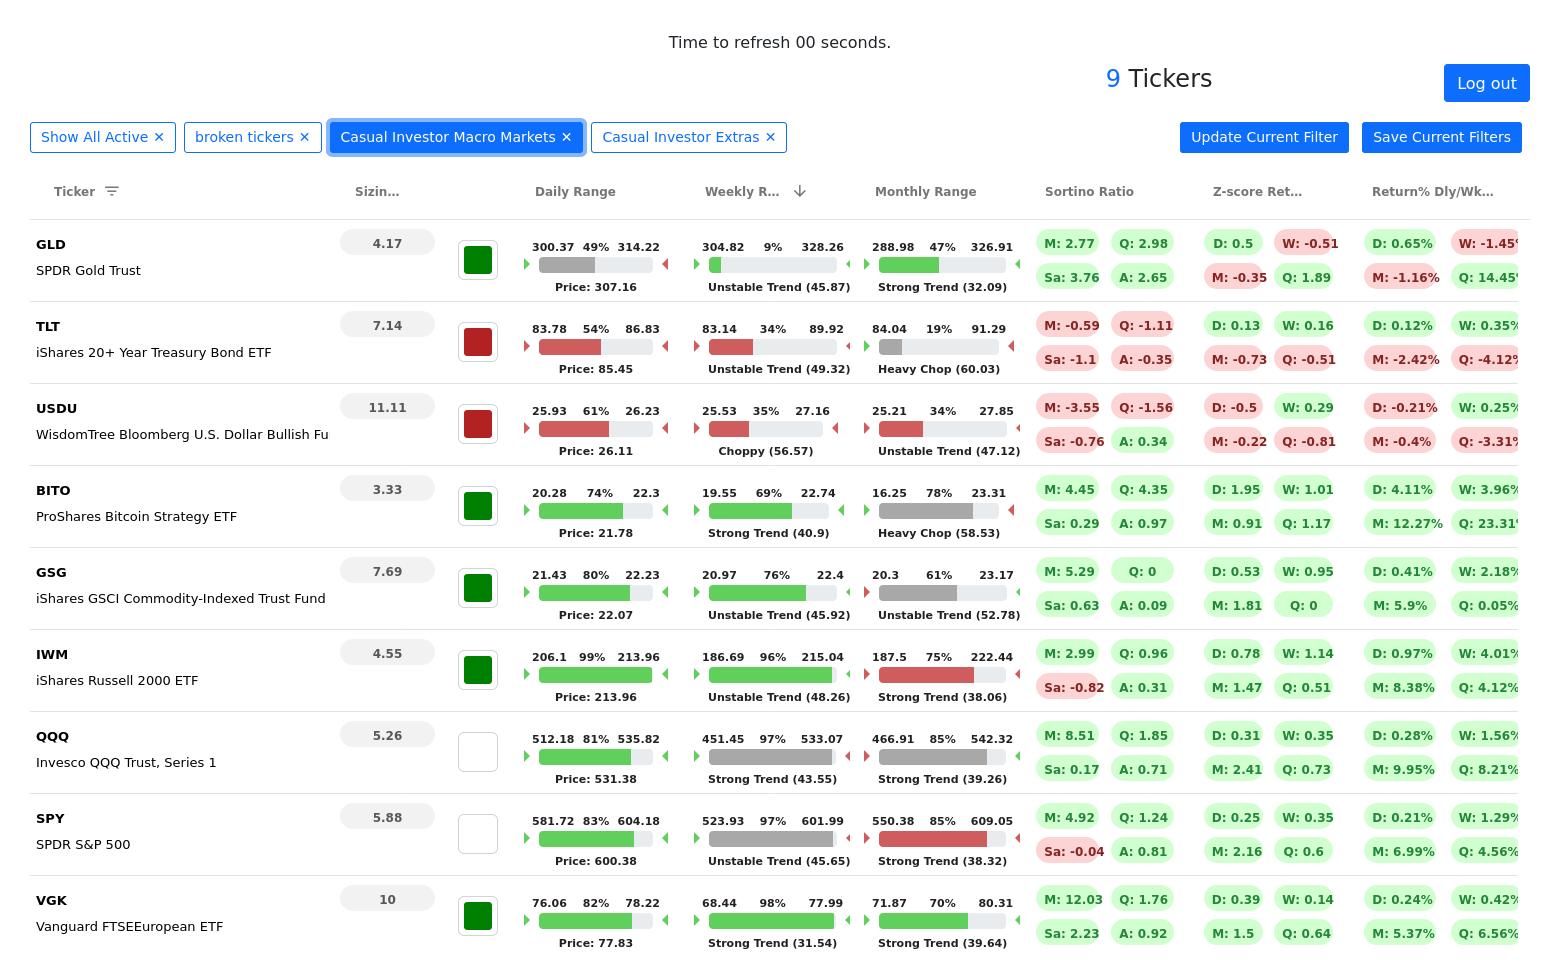 Time to refresh 00 seconds.
9 Tickers
Log out
Show All Active ✕ broken tickers ✕ Casual Investor Macro Markets ✕ Casual Investor Extras ✕ Update Current Filter Save Current Filters
Ticker Sizin… Daily Range Weekly R… Monthly Range Sortino Ratio Z-score Ret… Return% Dly/Wk…
GLD 4.17 300.37 49% 314.22 304.82 9% 328.26 288.98 47% 326.91 M: 2.77 Q: 2.98 D: 0.5 W: -0.51 D: 0.65% W: -1.45%
SPDR Gold Trust Price: 307.16 Unstable Trend (45.87) Strong Trend (32.09) Sa: 3.76 A: 2.65 M: -0.35 Q: 1.89 M: -1.16% Q: 14.45%
TLT 7.14 83.78 54% 86.83 83.14 34% 89.92 84.04 19% 91.29 M: -0.59 Q: -1.11 D: 0.13 W: 0.16 D: 0.12% W: 0.35%
iShares 20+ Year Treasury Bond ETF Price: 85.45 Unstable Trend (49.32) Heavy Chop (60.03) Sa: -1.1 A: -0.35 M: -0.73 Q: -0.51 M: -2.42% Q: -4.12%
USDU 11.11 25.93 61% 26.23 25.53 35% 27.16 25.21 34% 27.85 M: -3.55 Q: -1.56 D: -0.5 W: 0.29 D: -0.21% W: 0.25%
WisdomTree Bloomberg U.S. Dollar Bullish Fu Price: 26.11 Choppy (56.57) Unstable Trend (47.12) Sa: -0.76 A: 0.34 M: -0.22 Q: -0.81 M: -0.4% Q: -3.31%
BITO 3.33 20.28 74% 22.3 19.55 69% 22.74 16.25 78% 23.31 M: 4.45 Q: 4.35 D: 1.95 W: 1.01 D: 4.11% W: 3.96%
ProShares Bitcoin Strategy ETF Price: 21.78 Strong Trend (40.9) Heavy Chop (58.53) Sa: 0.29 A: 0.97 M: 0.91 Q: 1.17 M: 12.27% Q: 23.31%
GSG 7.69 21.43 80% 22.23 20.97 76% 22.4 20.3 61% 23.17 M: 5.29 Q: 0 D: 0.53 W: 0.95 D: 0.41% W: 2.18%
iShares GSCI Commodity-Indexed Trust Fund Price: 22.07 Unstable Trend (45.92) Unstable Trend (52.78) Sa: 0.63 A: 0.09 M: 1.81 Q: 0 M: 5.9% Q: 0.05%
IWM 4.55 206.1 99% 213.96 186.69 96% 215.04 187.5 75% 222.44 M: 2.99 Q: 0.96 D: 0.78 W: 1.14 D: 0.97% W: 4.01%
iShares Russell 2000 ETF Price: 213.96 Unstable Trend (48.26) Strong Trend (38.06) Sa: -0.82 A: 0.31 M: 1.47 Q: 0.51 M: 8.38% Q: 4.12%
QQQ 5.26 512.18 81% 535.82 451.45 97% 533.07 466.91 85% 542.32 M: 8.51 Q: 1.85 D: 0.31 W: 0.35 D: 0.28% W: 1.56%
Invesco QQQ Trust, Series 1 Price: 531.38 Strong Trend (43.55) Strong Trend (39.26) Sa: 0.17 A: 0.71 M: 2.41 Q: 0.73 M: 9.95% Q: 8.21%
SPY 5.88 581.72 83% 604.18 523.93 97% 601.99 550.38 85% 609.05 M: 4.92 Q: 1.24 D: 0.25 W: 0.35 D: 0.21% W: 1.29%
SPDR S&P 500 Price: 600.38 Unstable Trend (45.65) Strong Trend (38.32) Sa: -0.04 A: 0.81 M: 2.16 Q: 0.6 M: 6.99% Q: 4.56%
VGK 10 76.06 82% 78.22 68.44 98% 77.99 71.87 70% 80.31 M: 12.03 Q: 1.76 D: 0.39 W: 0.14 D: 0.24% W: 0.42%
Vanguard FTSEEuropean ETF Price: 77.83 Strong Trend (31.54) Strong Trend (39.64) Sa: 2.23 A: 0.92 M: 1.5 Q: 0.64 M: 5.37% Q: 6.56%